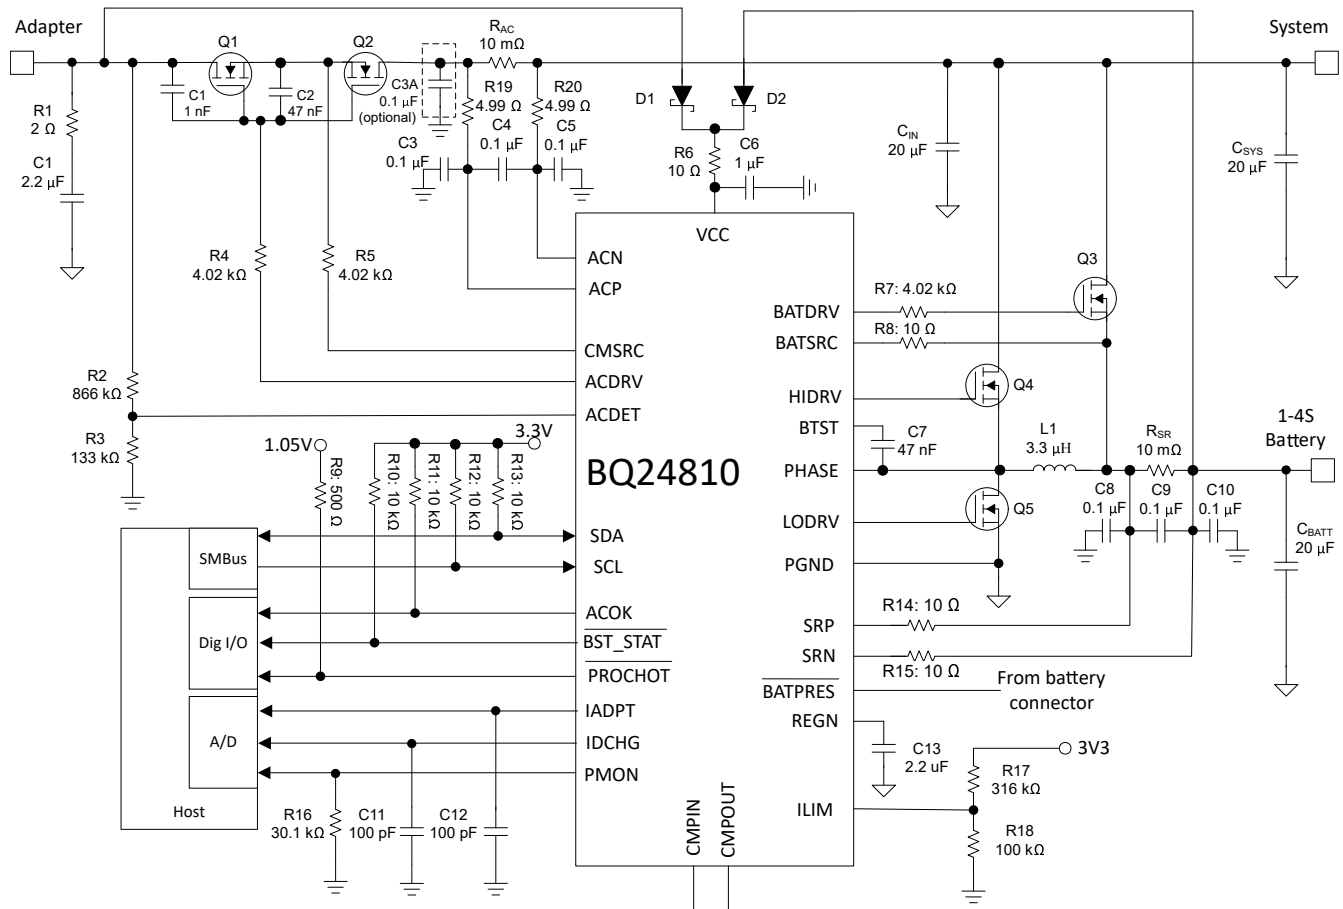 Adapter
System
Q1
Q2
R_AC
10 mΩ
C1
1 nF
C2
47 nF
C3A
0.1 µF
(optional)
R19
4.99 Ω
R20
4.99 Ω
D1
D2
R1
2 Ω
C1
2.2 µF
C3
0.1 µF
C4
0.1 µF
C5
0.1 µF
R6
10 Ω
C6
1 µF
C_IN
20 µF
C_SYS
20 µF
VCC
R4
4.02 kΩ
R5
4.02 kΩ
ACN
ACP
Q3
R7: 4.02 kΩ
BATDRV
R8: 10 Ω
BATSRC
CMSRC
ACDRV
ACDET
R2
866 kΩ
R3
133 kΩ
HIDRV
Q4
BTST
C7
47 nF
L1
3.3 µH
R_SR
10 mΩ
1-4S
Battery
1.05V
3.3V
R9: 500 Ω
R10: 10 kΩ
R11: 10 kΩ
R12: 10 kΩ
R13: 10 kΩ
BQ24810
PHASE
C8
0.1 µF
C9
0.1 µF
C10
0.1 µF
LODRV
Q5
C_BATT
20 µF
SMBus
SDA
SCL
PGND
Dig I/O
ACOK
BST_STAT
PROCHOT
R14: 10 Ω
SRP
SRN
R15: 10 Ω
BATPRES
From battery
connector
A/D
IADPT
IDCHG
PMON
REGN
C13
2.2 uF
3V3
R17
316 kΩ
Host
R16
30.1 kΩ
C11
100 pF
C12
100 pF
ILIM
R18
100 kΩ
CMPIN
CMPOUT